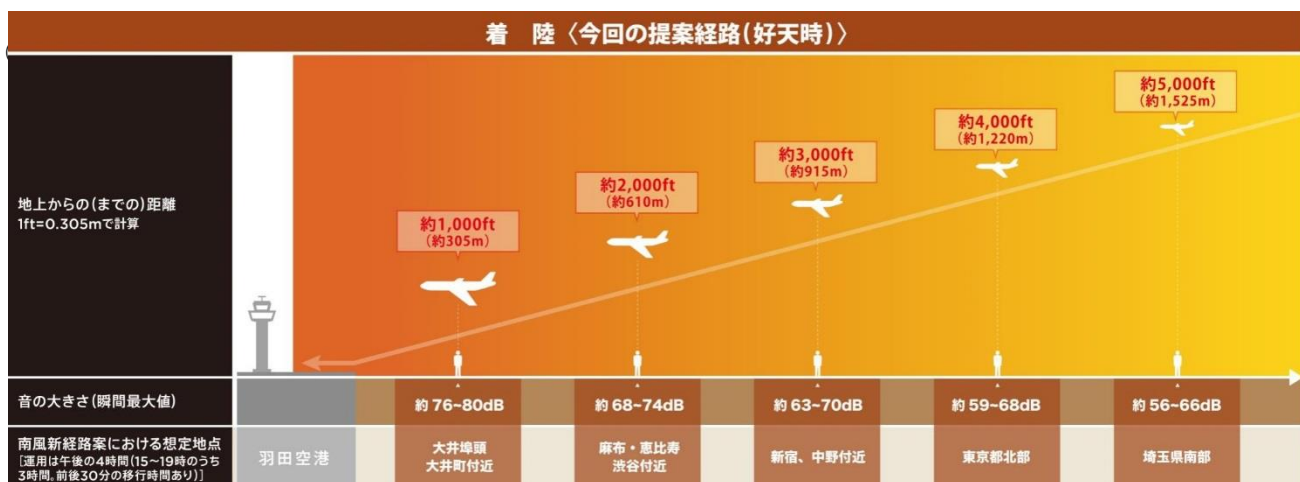 着　陸〈今回の提案経路(好天時)〉
約5,000ft
(約1,525m)
約4,000ft
(約1,220m)
約3,000ft
(約915m)
約2,000ft
(約610m)
約1,000ft
(約305m)
地上からの(までの)距離
1ft=0.305mで計算
音の大きさ(瞬間最大値)
約76~80dB
約68~74dB
約63~70dB
約59~68dB
約56~66dB
南風新経路案における想定地点
[運用は午後の4時間(15~19時のうち
3時間。前後30分の移行時間あり)]
羽田空港
大井埠頭
大井町付近
麻布・恵比寿
渋谷付近
新宿、中野付近
東京都北部
埼玉県南部